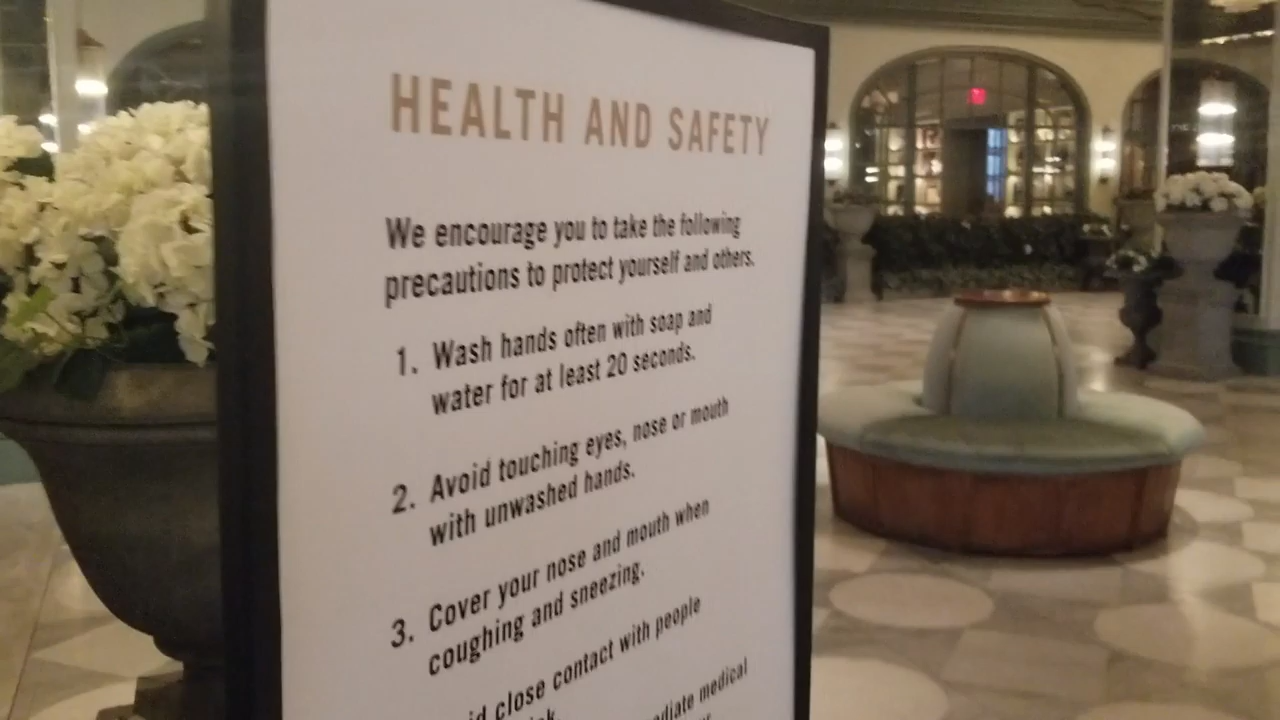 HEALTH AND SAFETY
We encourage you to take the following
precautions to protect yourself and others.
1. Wash hands often with soap and
water for at least 20 seconds.
2. Avoid touching eyes, nose or mouth
with unwashed hands.
3. Cover your nose and mouth when
coughing and sneezing.
close contact with people
medical